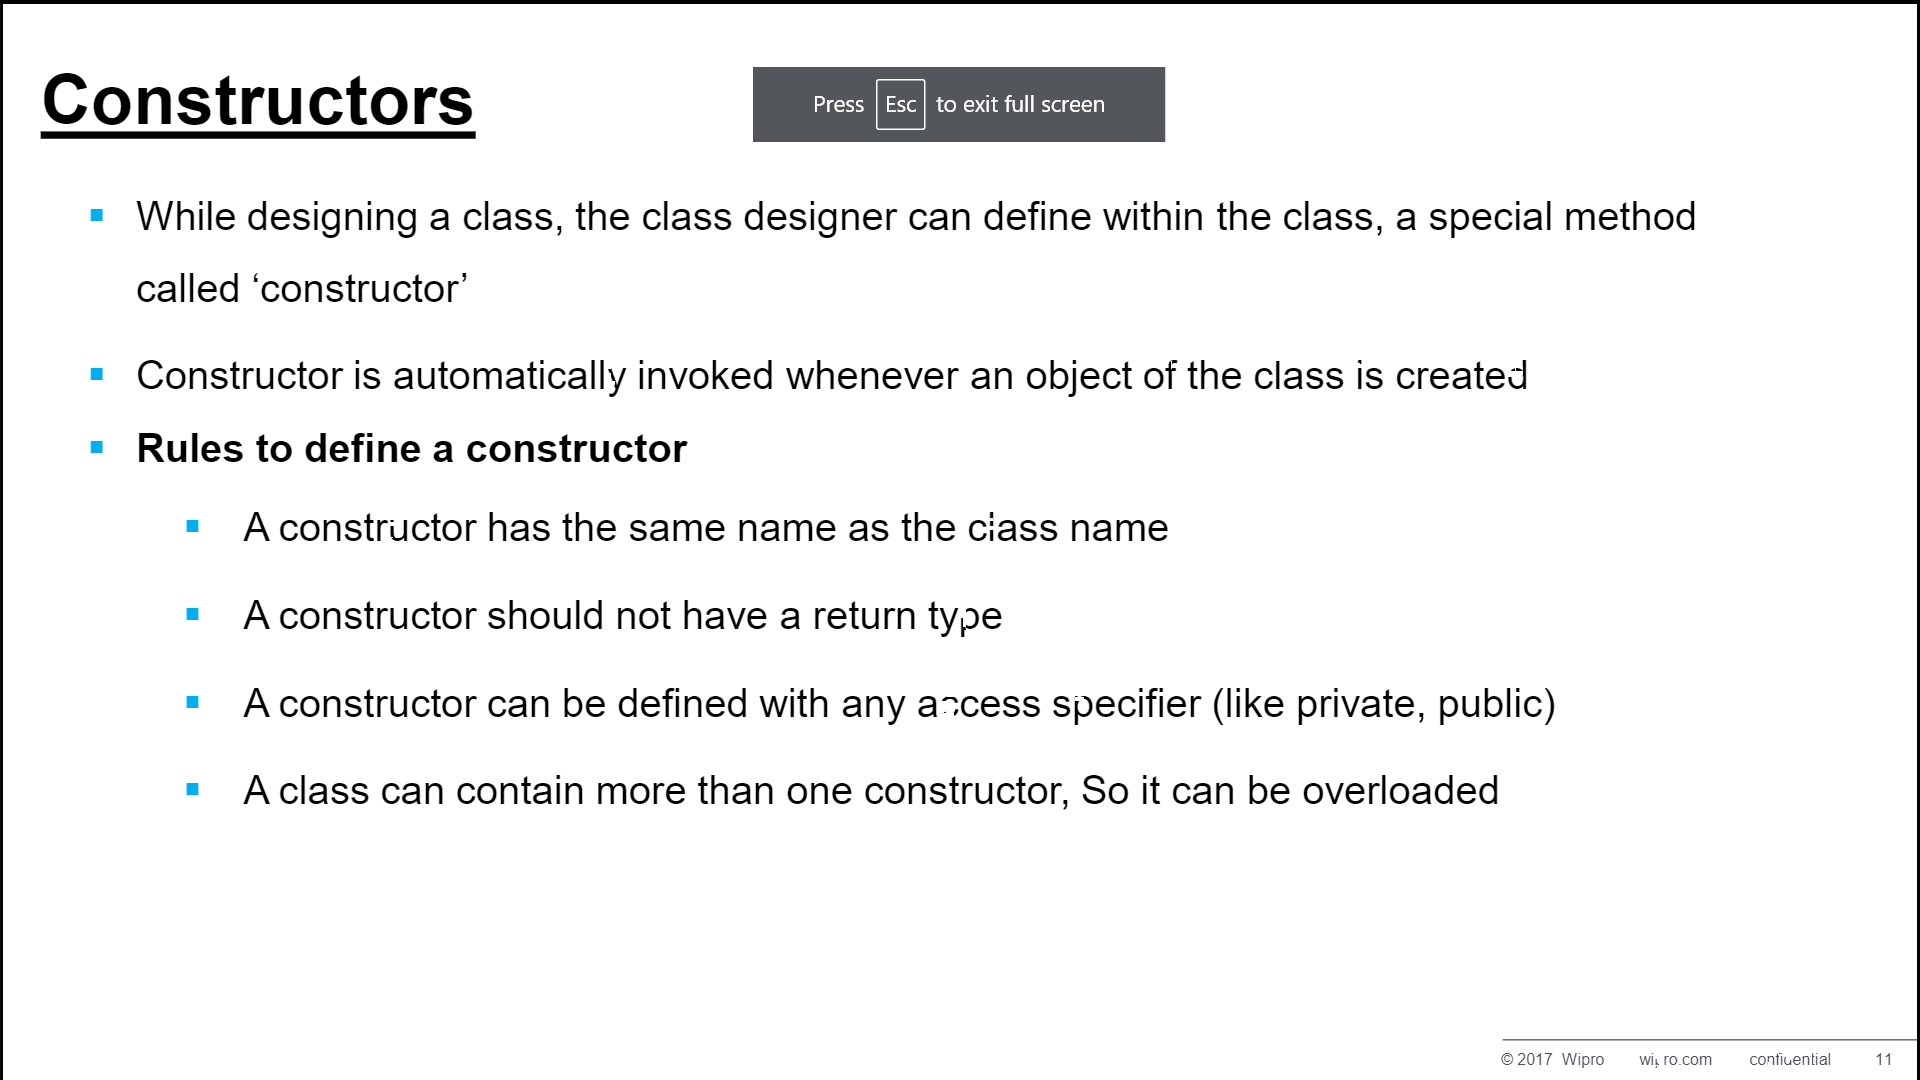 Constructors
Press Esc to exit full screen
While designing a class, the class designer can define within the class, a special method
called ‘constructor’
Constructor is automatically invoked whenever an object of the class is created
Rules to define a constructor
A constructor has the same name as the class name
A constructor should not have a return type
A constructor can be defined with any access specifier (like private, public)
A class can contain more than one constructor, So it can be overloaded
© 2017 Wipro wipro.com confidential 11